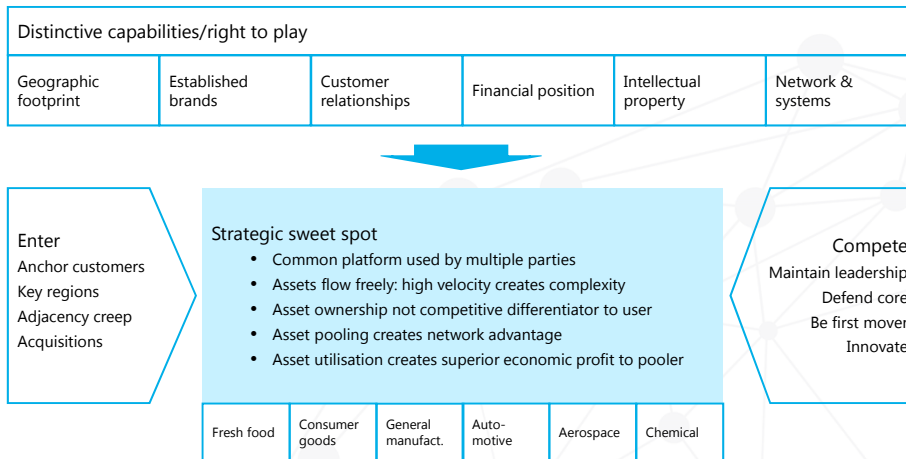 Distinctive capabilities/right to play
Geographic
footprint
Established
brands
Customer
relationships
Financial position
Intellectual
property
Network &
systems
Enter
Anchor customers
Key regions
Adjacency creep
Acquisitions
Strategic sweet spot
• Common platform used by multiple parties
• Assets flow freely: high velocity creates complexity
• Asset ownership not competitive differentiator to user
• Asset pooling creates network advantage
• Asset utilisation creates superior economic profit to pooler
Compete
Maintain leadership
Defend core
Be first mover
Innovate
Fresh food
Consumer
goods
General
manufact.
Auto-
motive
Aerospace
Chemical